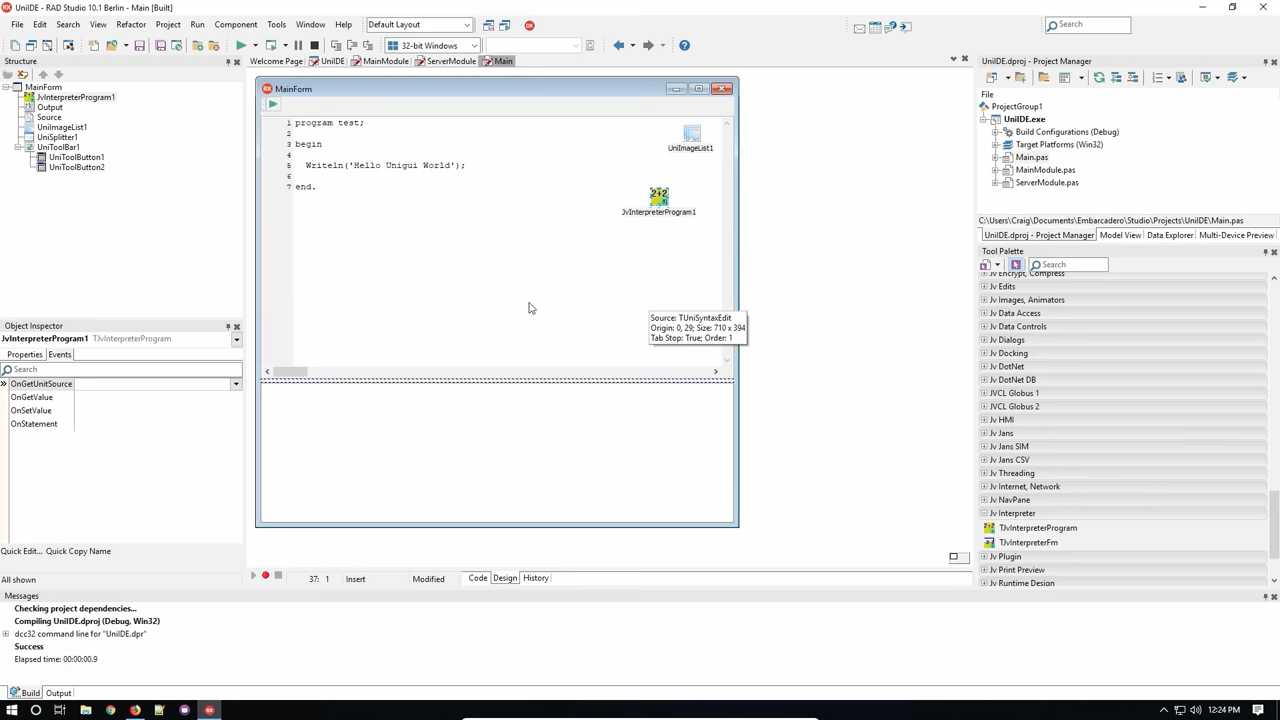 UniIDE - RAD Studio 10.1 Berlin - Main [Built]
File Edit Search View Refactor Project Run Component Tools Window Help Default Layout Search
32-bit Windows
Structure
MainForm
JvInterpreterProgram1
Output
Source
UniImageList1
UniSplitter1
UniToolBar1
UniToolButton1
UniToolButton2
Object Inspector
JvInterpreterProgram1 TJvInterpreterProgram
Properties Events
Search
OnGetUnitSource
OnGetValue
OnSetValue
OnStatement
Quick Edit... Quick Copy Name
All shown
Welcome Page UniIDE MainModule ServerModule Main
MainForm
1 program test;
2
3 begin
4
5 Writeln('Hello Unigui World');
6
7 end.
UniImageList1
JvInterpreterProgram1
Source: TUniSyntaxEdit
Origin: 0, 29; Size: 710 x 394
Tab Stop: True; Order: 1
37: 1 Insert Modified Code Design History
UniIDE.dproj - Project Manager
File
ProjectGroup1
UniIDE.exe
Build Configurations (Debug)
Target Platforms (Win32)
Main.pas
MainModule.pas
ServerModule.pas
C:\Users\Craig\Documents\Embarcadero\Studio\Projects\UniIDE\Main.pas
UniIDE.dproj - Project Manager Model View Data Explorer Multi-Device Preview
Tool Palette
Search
Jv Encrypt, Compress
Jv Edits
Jv Images, Animators
Jv Data Access
Jv Data Controls
Jv Dialogs
Jv Docking
Jv DotNet
Jv DotNet DB
JVCL Globus 1
JVCL Globus 2
Jv HMI
Jv Jans
Jv Jans SIM
Jv Jans CSV
Jv Threading
Jv Internet, Network
Jv NavPane
Jv Interpreter
TJvInterpreterProgram
TJvInterpreterFm
Jv Plugin
Jv Print Preview
Jv Runtime Design
Messages
Checking project dependencies...
Compiling UniIDE.dproj (Debug, Win32)
dcc32 command line for "UniIDE.dpr"
Success
Elapsed time: 00:00:00.9
Build Output
12:24 PM